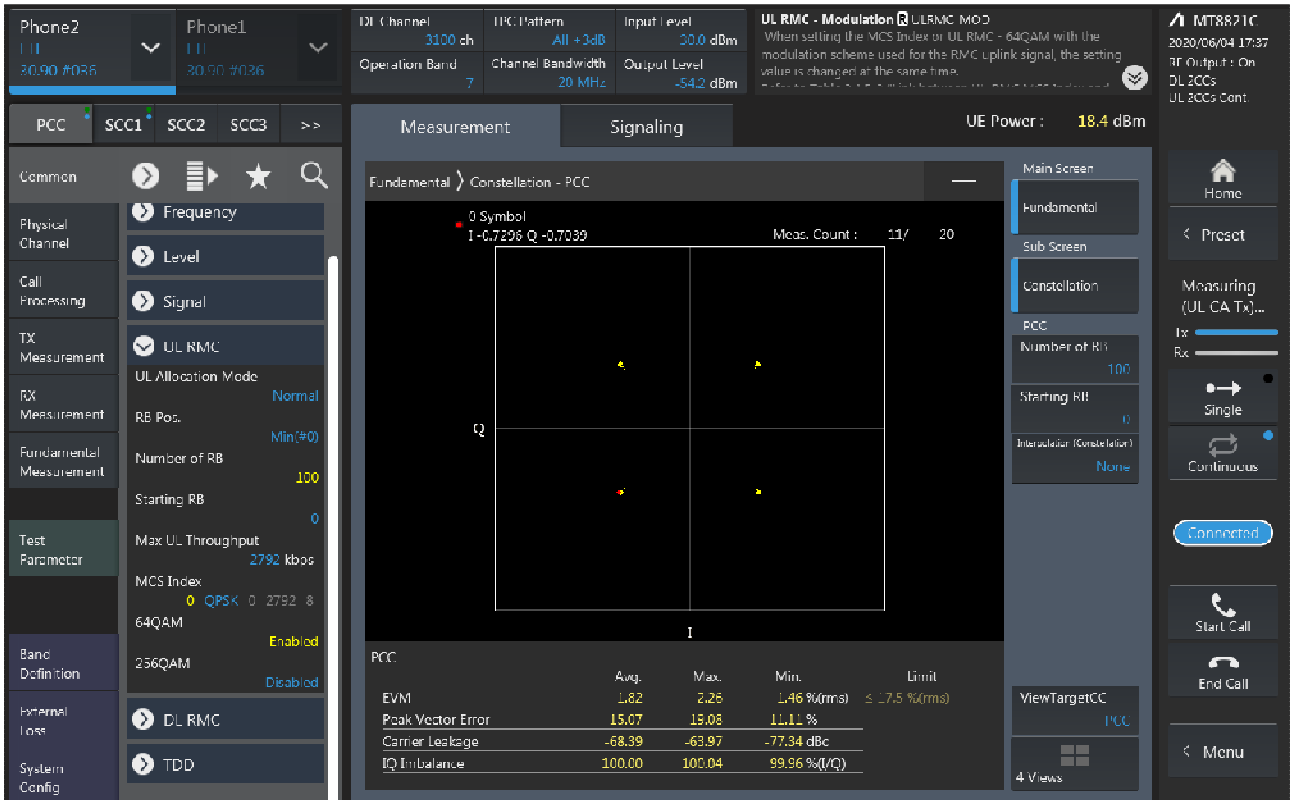 Phone2
30.90 #036
Phone1
30.90 #036
DL Channel
3100 ch
Operation Band
7
TPC Pattern
All +3dB
Channel Bandwidth
20 MHz
Input Level
30.0 dBm
Output Level
-54.2 dBm
UL RMC - Modulation R ULRMC_MOD
When setting the MCS Index or UL RMC - 64QAM with the
modulation scheme used for the RMC uplink signal, the setting
value is changed at the same time.
MT8821C
2020/06/04 17:37
RF Output : On
DL 2CCs
UL 2CCs Cont.
PCC
SCC1
SCC2
SCC3
>>
Measurement
Signaling
UE Power : 18.4 dBm
Common
Physical
Channel
Call
Processing
TX
Measurement
RX
Measurement
Fundamental
Measurement
Test
Parameter
Band
Definition
External
Loss
System
Config
Frequency
Level
Signal
UL RMC
UL Allocation Mode
Normal
RB Pos.
Min(#0)
Number of RB
100
Starting RB
0
Max UL Throughput
2792 kbps
MCS Index
0 QPSK 0 2792 8
64QAM
Enabled
256QAM
Disabled
DL RMC
TDD
Fundamental 〉 Constellation - PCC
0 Symbol
I -0.7296 Q -0.7039
Meas. Count : 11/ 20
Q
I
PCC
Avg. Max. Min. Limit
EVM 1.82 2.26 1.46 %(rms) ≤ 17.5 %(rms)
Peak Vector Error 15.07 19.08 11.11 %
Carrier Leakage -68.39 -63.97 -77.34 dBc
IQ Imbalance 100.00 100.04 99.96 %(I/Q)
Main Screen
Fundamental
Sub Screen
Constellation
PCC
Number of RB
100
Starting RB
0
Interpolation (Constellation)
None
ViewTargetCC
PCC
4 Views
Home
< Preset
Measuring
(UL CA Tx)...
Tx
Rx
Single
Continuous
Connected
Start Call
End Call
< Menu